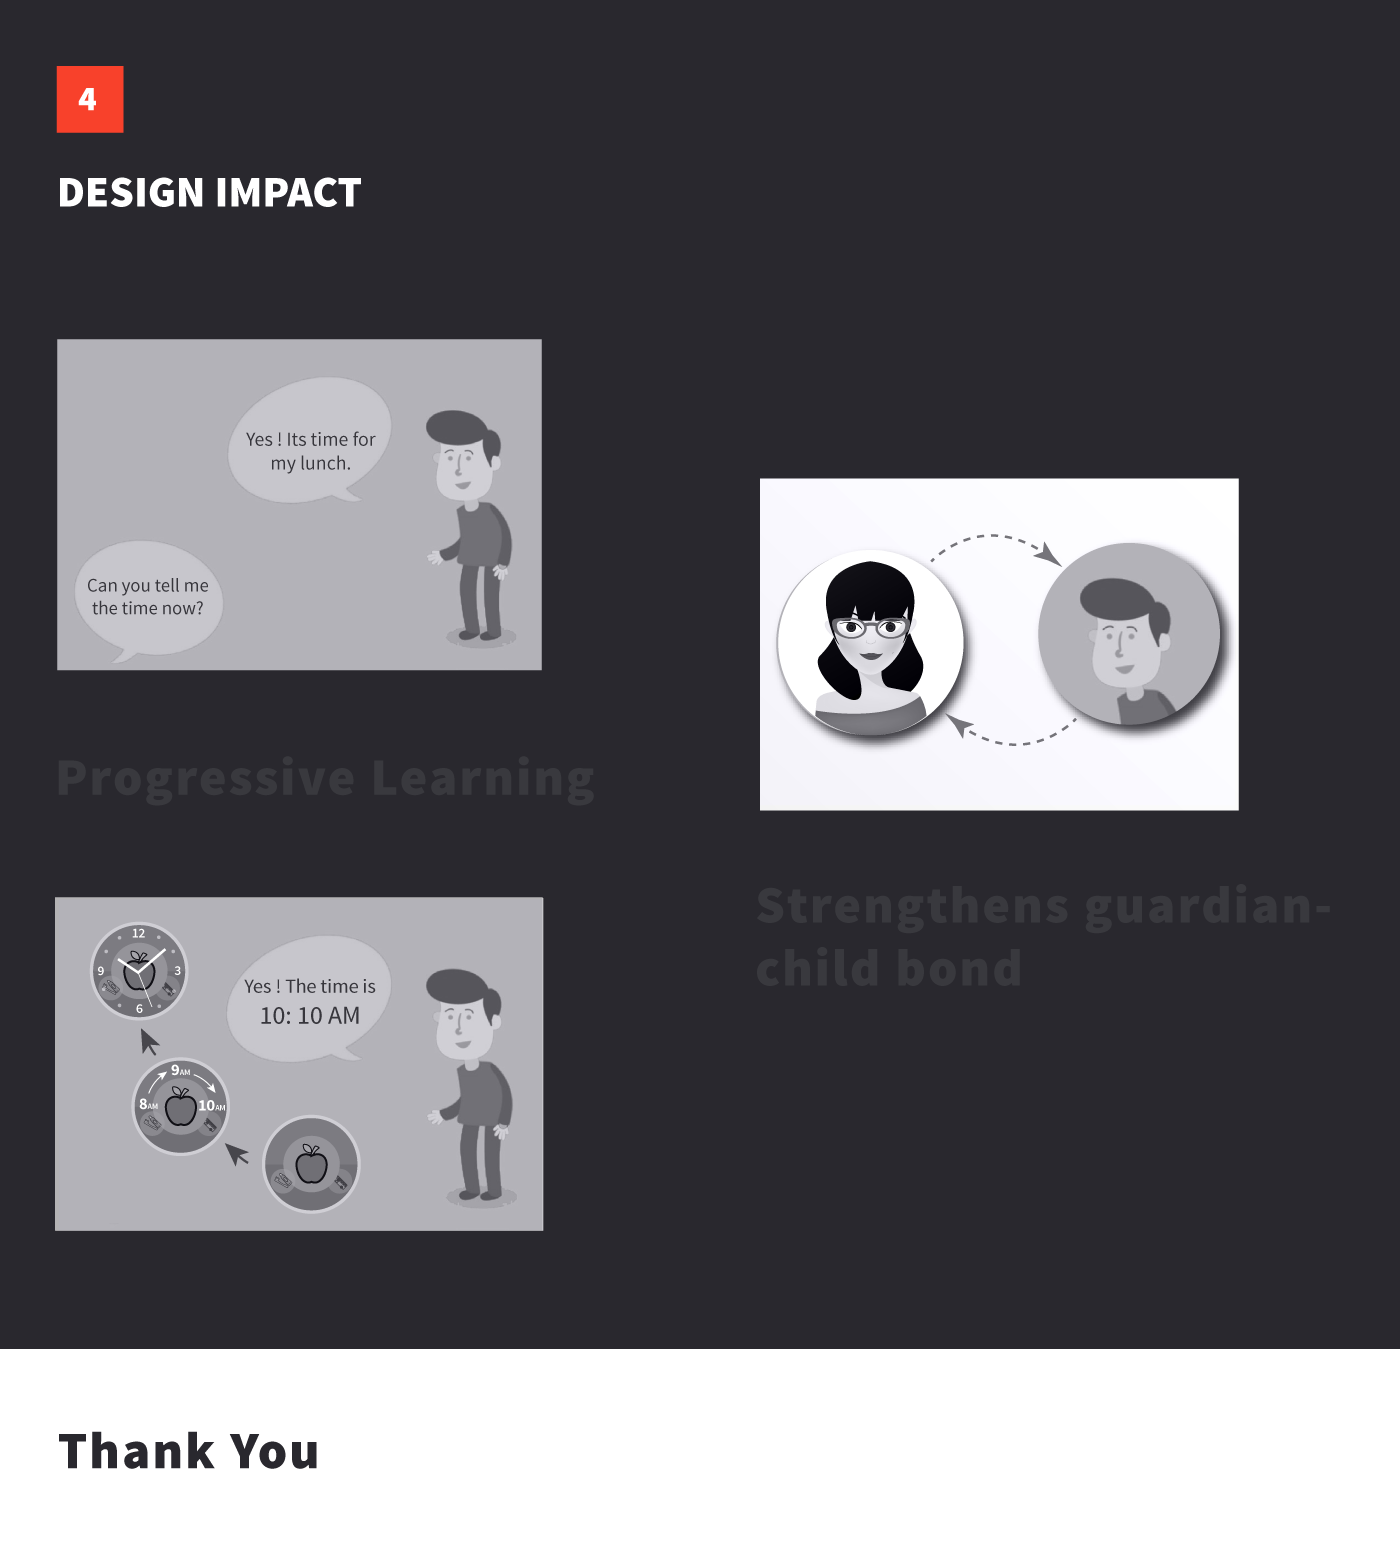 4
DESIGN IMPACT
Yes ! Its time for
my lunch.
Can you tell me
the time now?
Progressive Learning
Strengthens guardian-
child bond
12
9
3
6
9AM
8AM
10AM
Yes ! The time is
10: 10 AM
Thank You